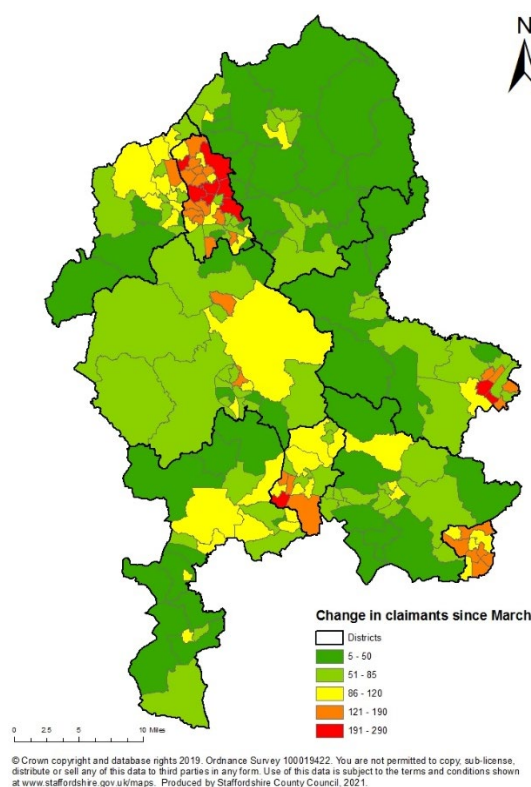 N
Change in claimants since March
Districts
5 - 50
51 - 85
86 - 120
121 - 190
191 - 290
0 2.5 5 10 Miles
© Crown copyright and database rights 2019. Ordnance Survey 100019422. You are not permitted to copy, sub-license,
distribute or sell any of this data to third parties in any form. Use of this data is subject to the terms and conditions shown
at www.staffordshire.gov.uk/maps. Produced by Staffordshire County Council, 2021.